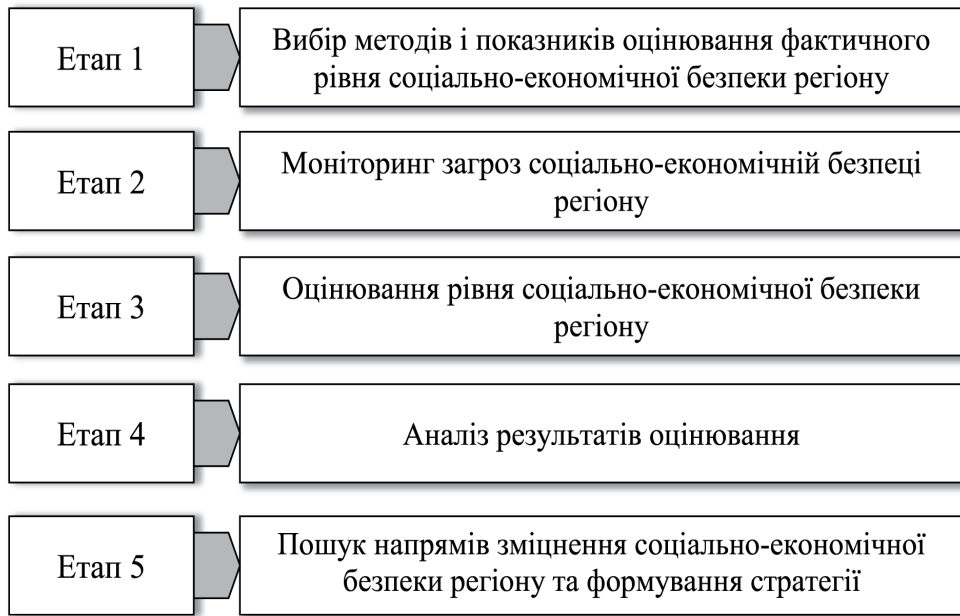 Етап 1
Вибір методів і показників оцінювання фактичного
рівня соціально-економічної безпеки регіону
Етап 2
Моніторинг загроз соціально-економічній безпеці
регіону
Етап 3
Оцінювання рівня соціально-економічної безпеки
регіону
Етап 4
Аналіз результатів оцінювання
Етап 5
Пошук напрямів зміцнення соціально-економічної
безпеки регіону та формування стратегії